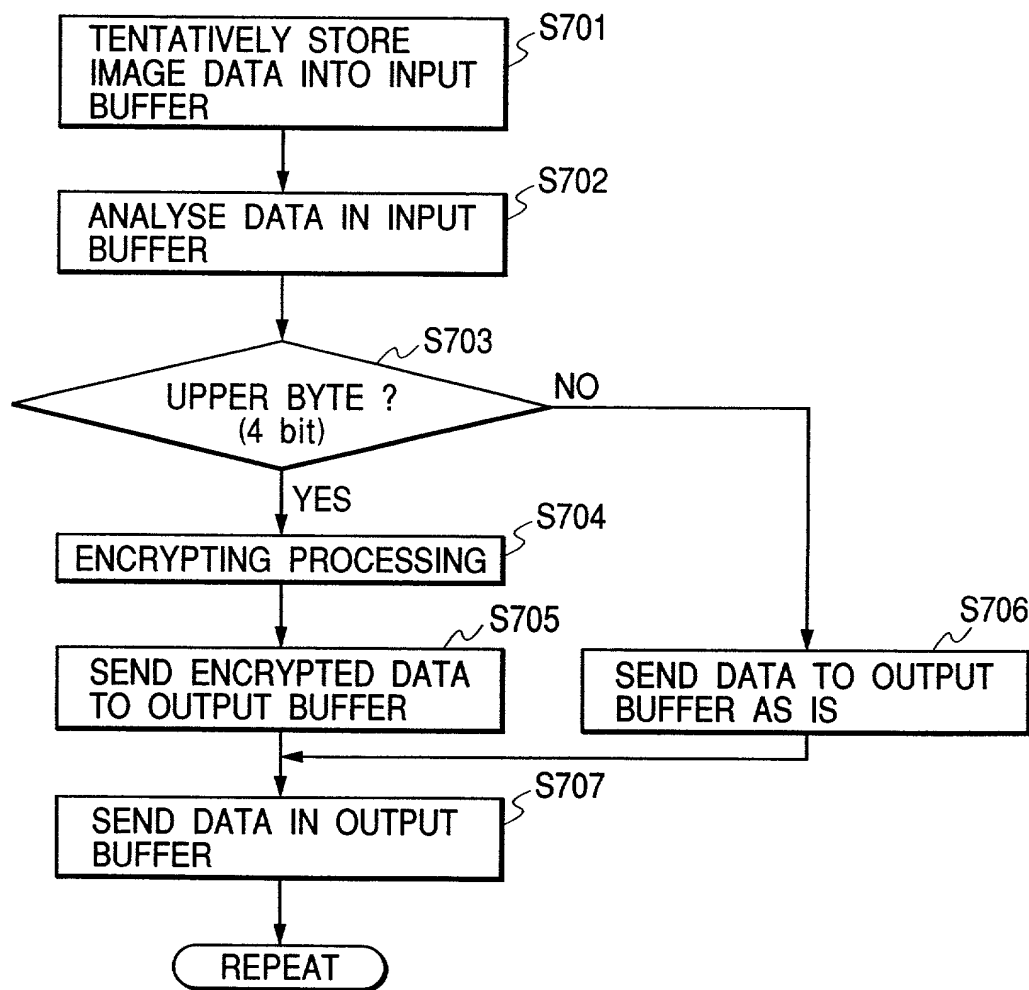 TENTATIVELY STORE
IMAGE DATA INTO INPUT
BUFFER
S701
ANALYSE DATA IN INPUT
BUFFER
S702
UPPER BYTE ?
(4 bit)
S703
NO
YES
ENCRYPTING PROCESSING
S704
SEND ENCRYPTED DATA
TO OUTPUT BUFFER
S705
SEND DATA TO OUTPUT
BUFFER AS IS
S706
SEND DATA IN OUTPUT
BUFFER
S707
REPEAT